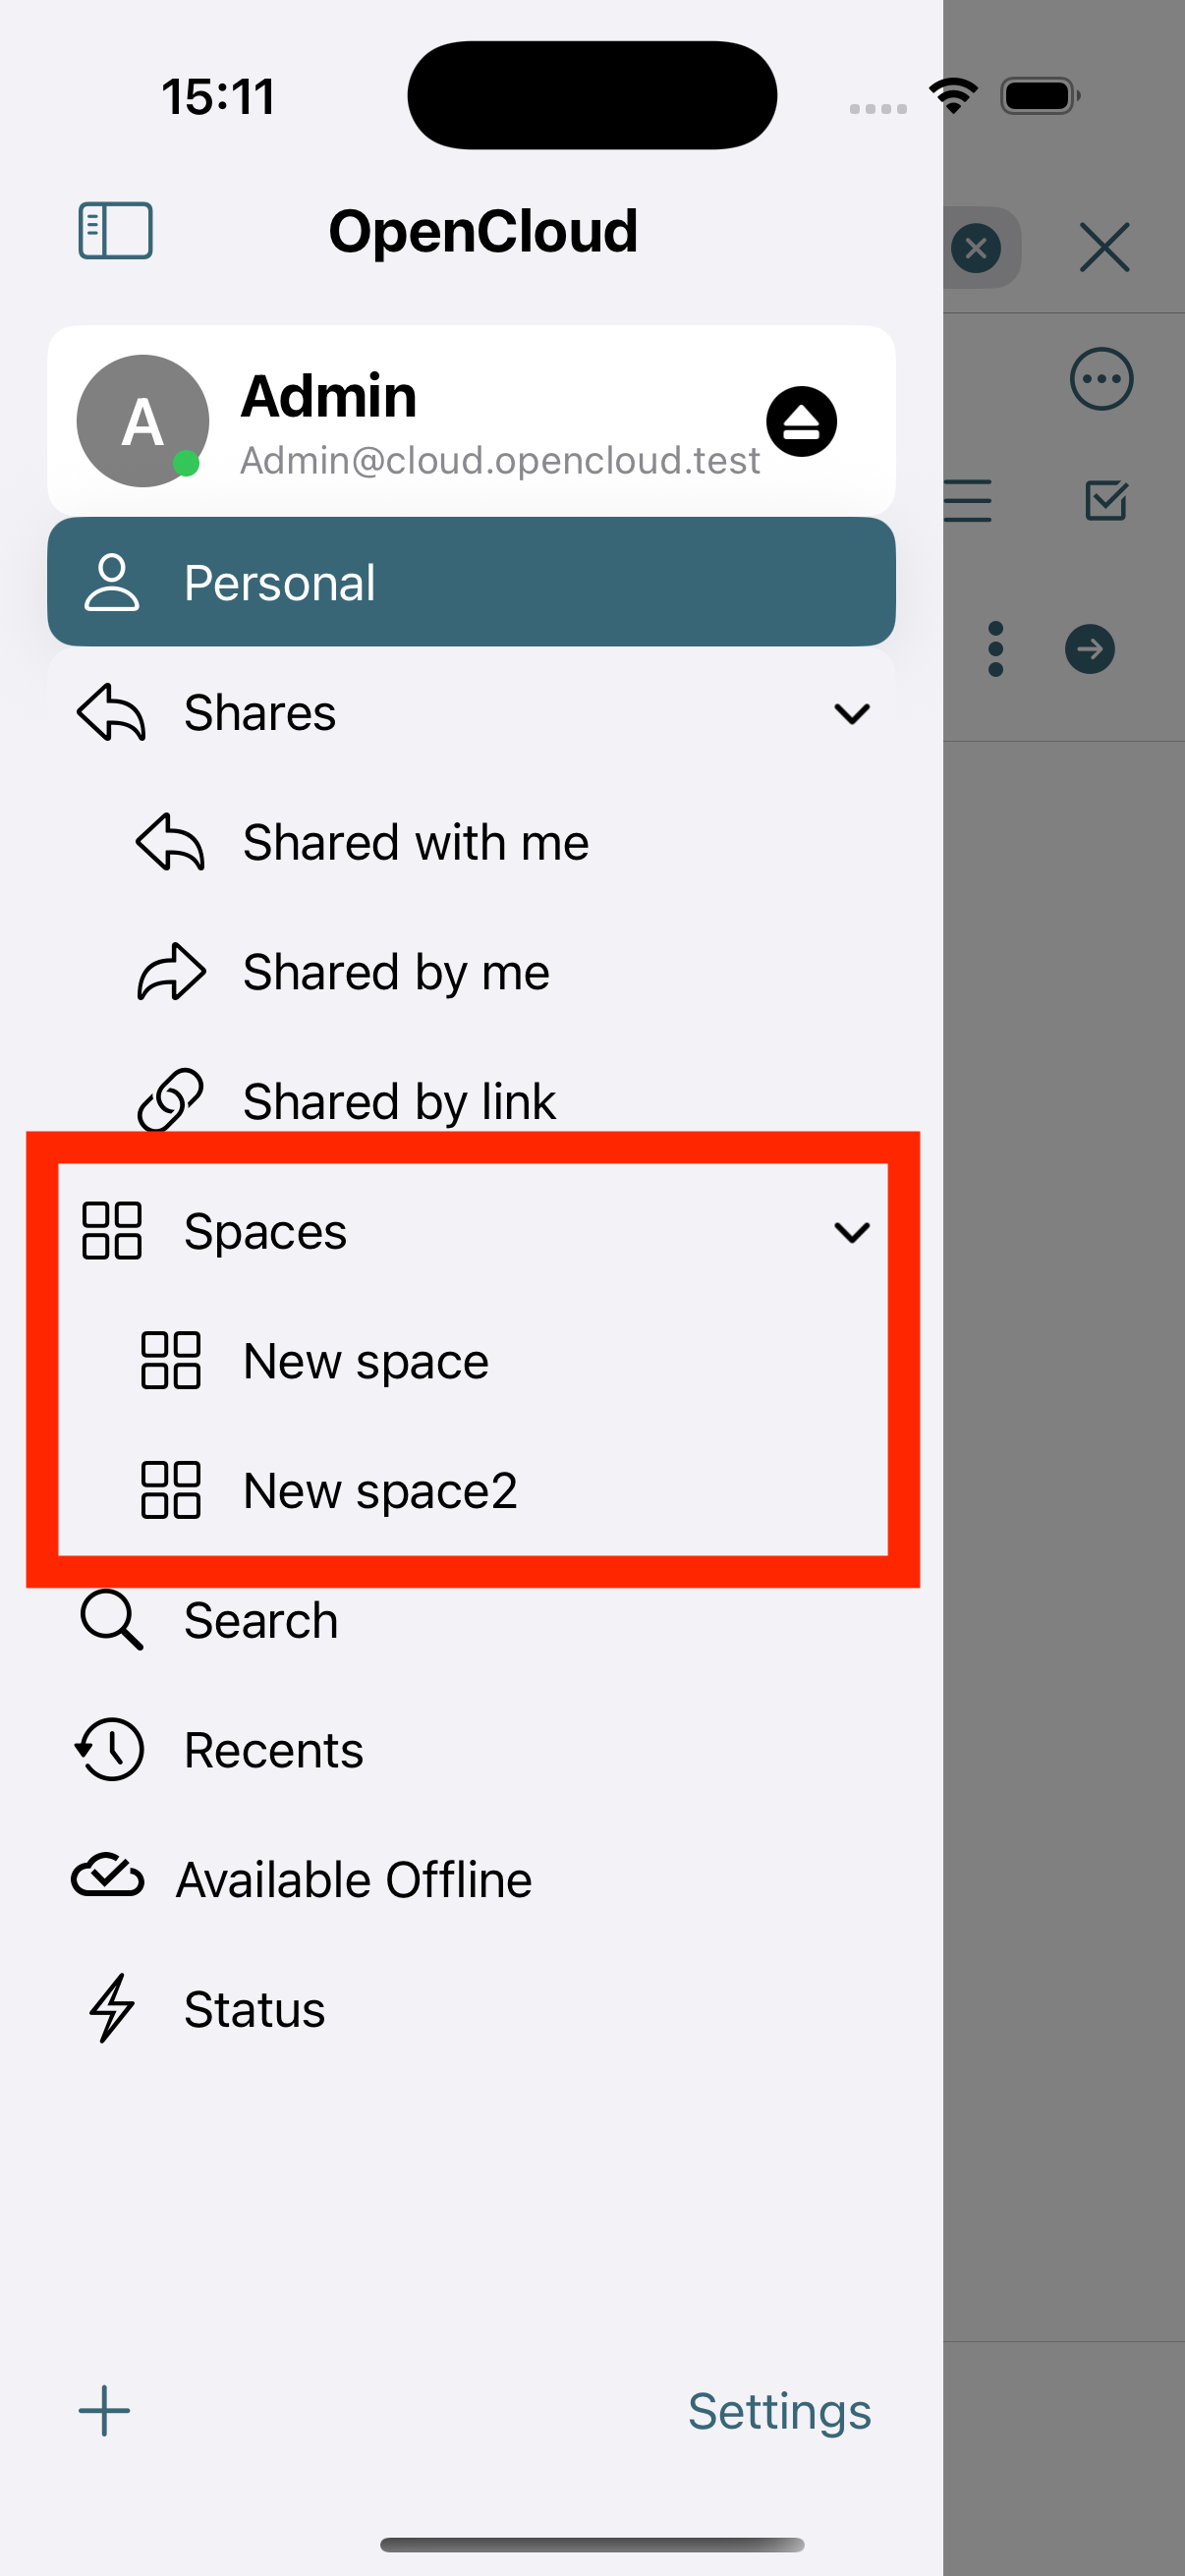 15:11
OpenCloud
A
Admin
Admin@cloud.opencloud.test
Personal
Shares
Shared with me
Shared by me
Shared by link
Spaces
New space
New space2
Search
Recents
Available Offline
Status
Settings